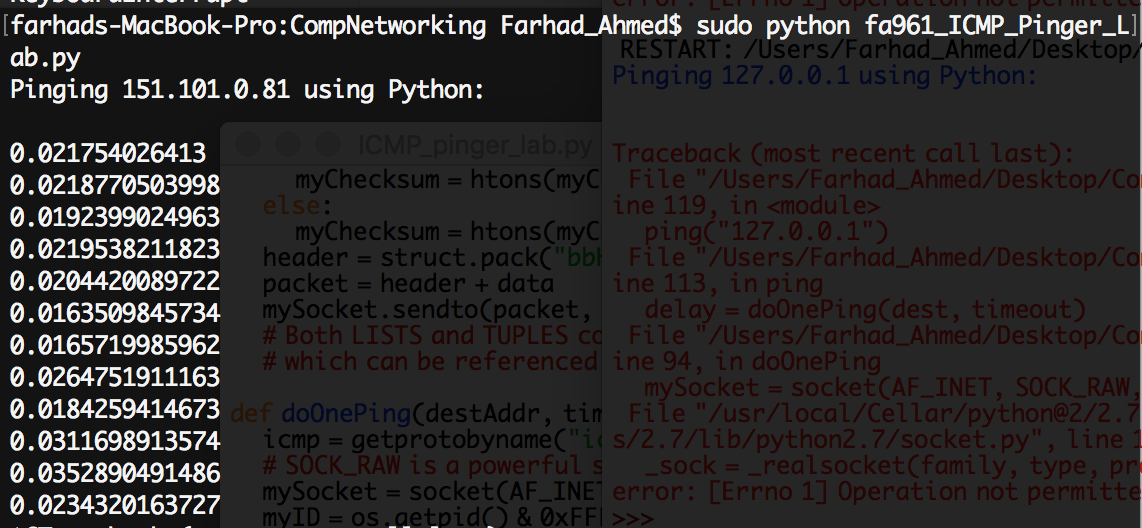 [farhads-MacBook-Pro:CompNetworking Farhad_Ahmed$ sudo python fa961_ICMP_Pinger_L]
ab.py
Pinging 151.101.0.81 using Python:
0.021754026413
0.0218770503998
0.0192399024963
0.0219538211823
0.0204420089722
0.0163509845734
0.0165719985962
0.0264751911163
0.0184259414673
0.0311698913574
0.0352890491486
0.0234320163727
ICMP_pinger_lab.py
myChecksum = htons(myC
else:
myChecksum = htons(myC
header = struct.pack("bbH
packet = header + data
mySocket.sendto(packet,
# Both LISTS and TUPLES co
# which can be referenced
def doOnePing(destAddr, tim
icmp = getprotobyname("ic
# SOCK_RAW is a powerful s
mySocket = socket(AF_INET
myID = os.getpid() & 0xFFF
error: [Errno 1] Operation not permitte
RESTART: /Users/Farhad_Ahmed/Desktop/
Pinging 127.0.0.1 using Python:
Traceback (most recent call last):
File "/Users/Farhad_Ahmed/Desktop/Co
ine 119, in <module>
ping("127.0.0.1")
File "/Users/Farhad_Ahmed/Desktop/Co
ine 113, in ping
delay = doOnePing(dest, timeout)
File "/Users/Farhad_Ahmed/Desktop/Co
ine 94, in doOnePing
mySocket = socket(AF_INET, SOCK_RAW,
File "/usr/local/Cellar/python@2/2.7
s/2.7/lib/python2.7/socket.py", line 1
_sock = _realsocket(family, type, pro
error: [Errno 1] Operation not permitte
>>>